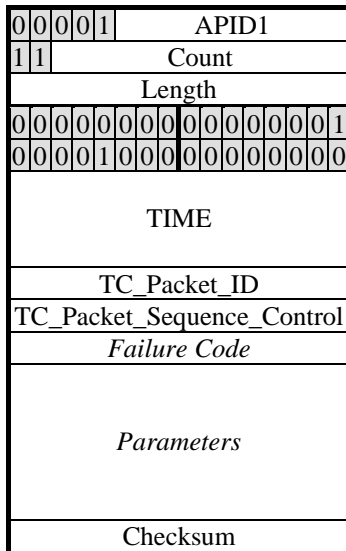 0 0 0 0 1 APID1
1 1 Count
Length
0 0 0 0 0 0 0 0 0 0 0 0 0 0 0 1
0 0 0 0 1 0 0 0 0 0 0 0 0 0 0 0
TIME
TC_Packet_ID
TC_Packet_Sequence_Control
Failure Code
Parameters
Checksum